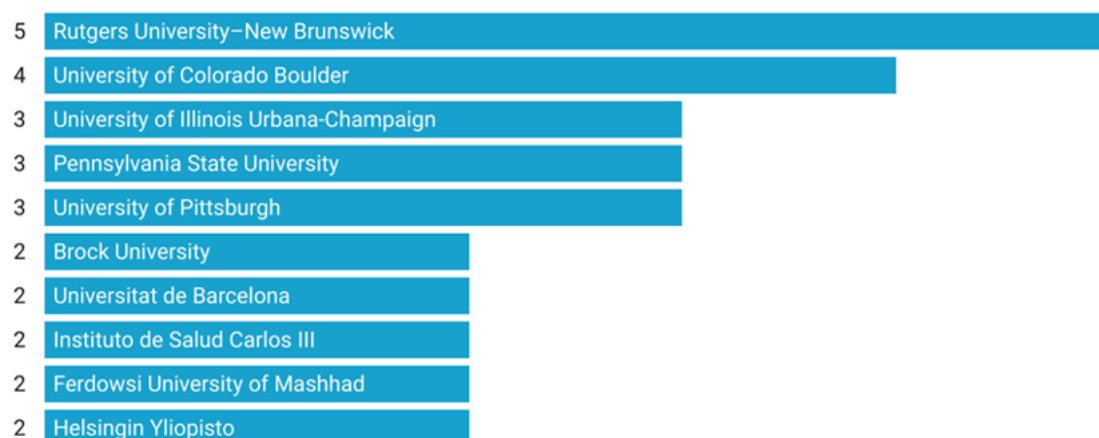 5 Rutgers University–New Brunswick
4 University of Colorado Boulder
3 University of Illinois Urbana-Champaign
3 Pennsylvania State University
3 University of Pittsburgh
2 Brock University
2 Universitat de Barcelona
2 Instituto de Salud Carlos III
2 Ferdowsi University of Mashhad
2 Helsingin Yliopisto